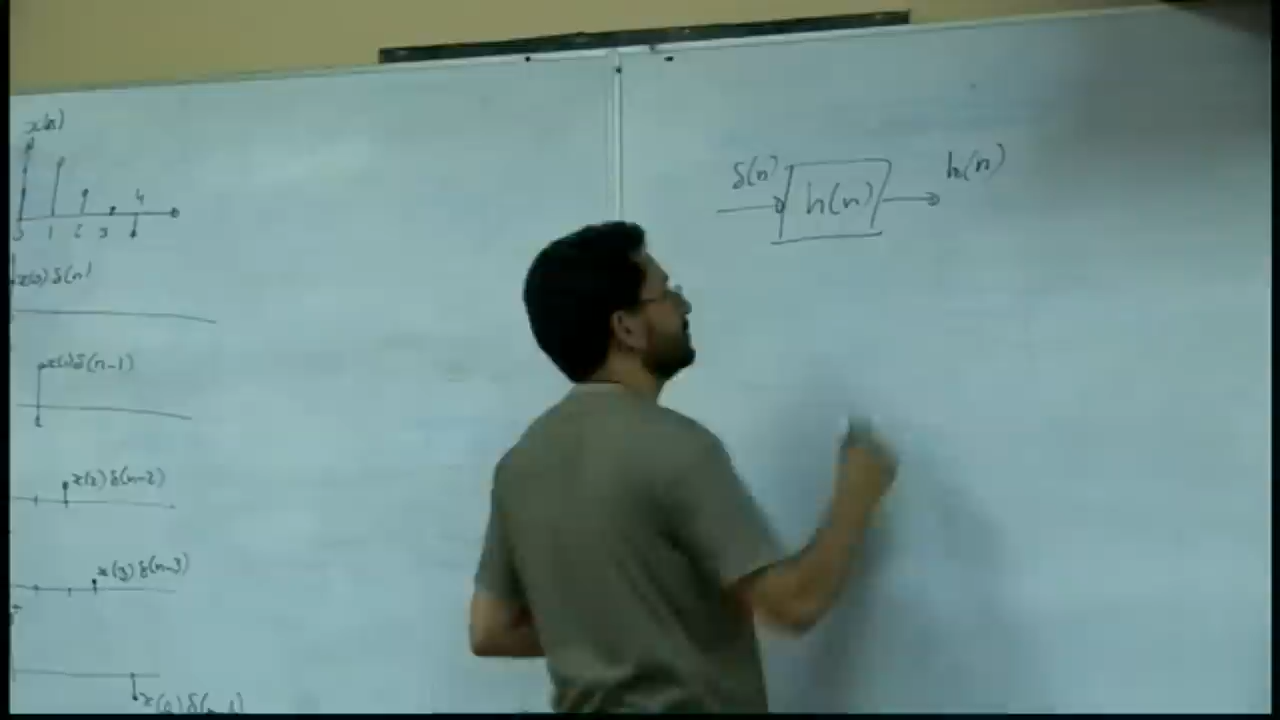 x(n)
4
0 1 2 3
x(0) δ(n)
x(1) δ(n-1)
x(2) δ(n-2)
x(3) δ(n-3)
x(4) δ(n-4)
δ(n)
h(n)
h(n)